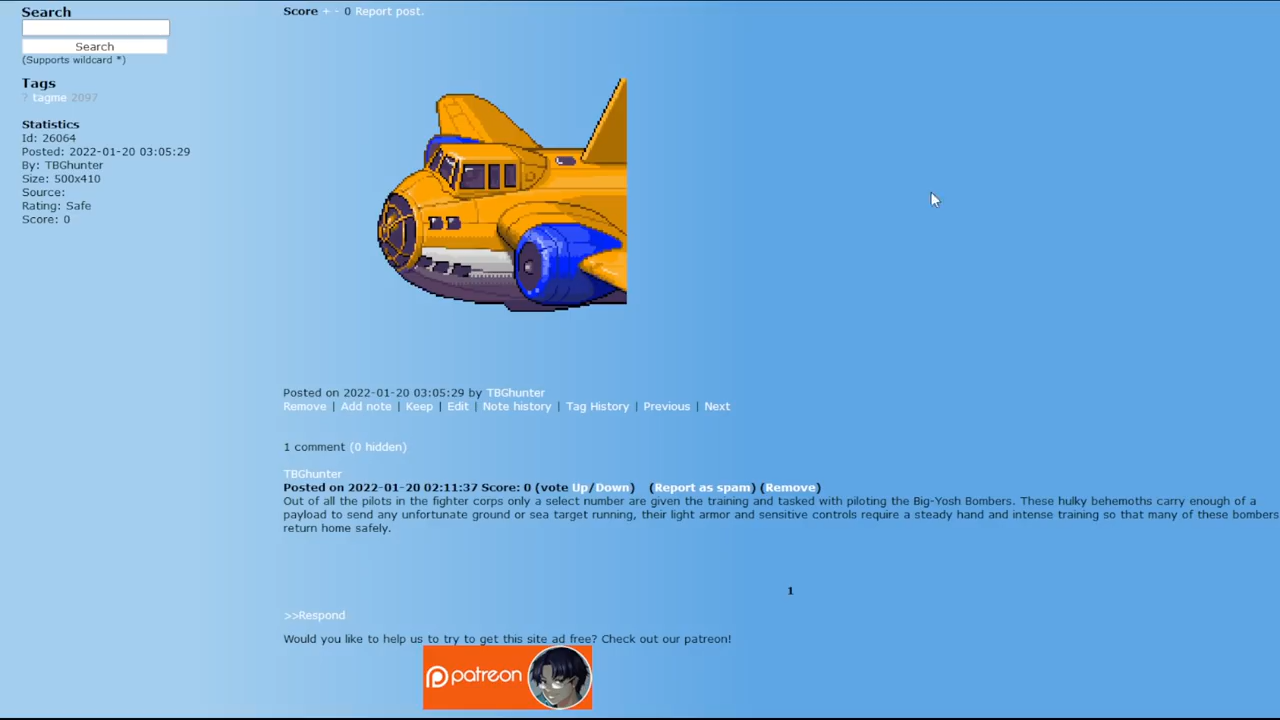 Search
Search
(Supports wildcard *)
Tags
? tagme 2097
Statistics
Id: 26064
Posted: 2022-01-20 03:05:29
By: TBGhunter
Size: 500x410
Source:
Rating: Safe
Score: 0
Score + - 0 Report post.
Posted on 2022-01-20 03:05:29 by TBGhunter
Remove | Add note | Keep | Edit | Note history | Tag History | Previous | Next
1 comment (0 hidden)
TBGhunter
Posted on 2022-01-20 02:11:37 Score: 0 (vote Up/Down) (Report as spam) (Remove)
Out of all the pilots in the fighter corps only a select number are given the training and tasked with piloting the Big-Yosh Bombers. These hulky behemoths carry enough of a
payload to send any unfortunate ground or sea target running, their light armor and sensitive controls require a steady hand and intense training so that many of these bombers
return home safely.
1
>>Respond
Would you like to help us to try to get this site ad free? Check out our patreon!
patreon